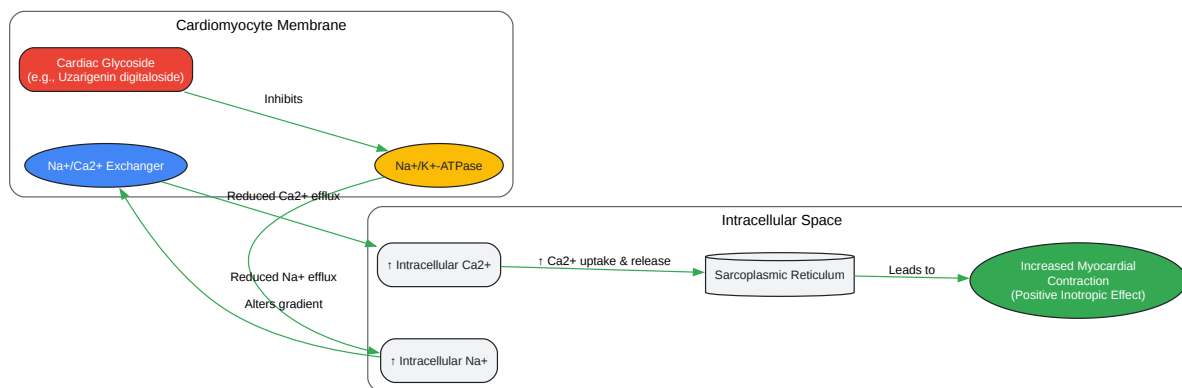 Cardiomyocyte Membrane
Cardiac Glycoside
(e.g., Uzarigenin digitaloside)
Inhibits
Na+/Ca2+ Exchanger
Na+/K+-ATPase
Reduced Ca2+ efflux
Intracellular Space
↑ Intracellular Ca2+
↑ Ca2+ uptake & release
Sarcoplasmic Reticulum
Leads to
Increased Myocardial
Contraction
(Positive Inotropic Effect)
Reduced Na+ efflux
Alters gradient
↑ Intracellular Na+